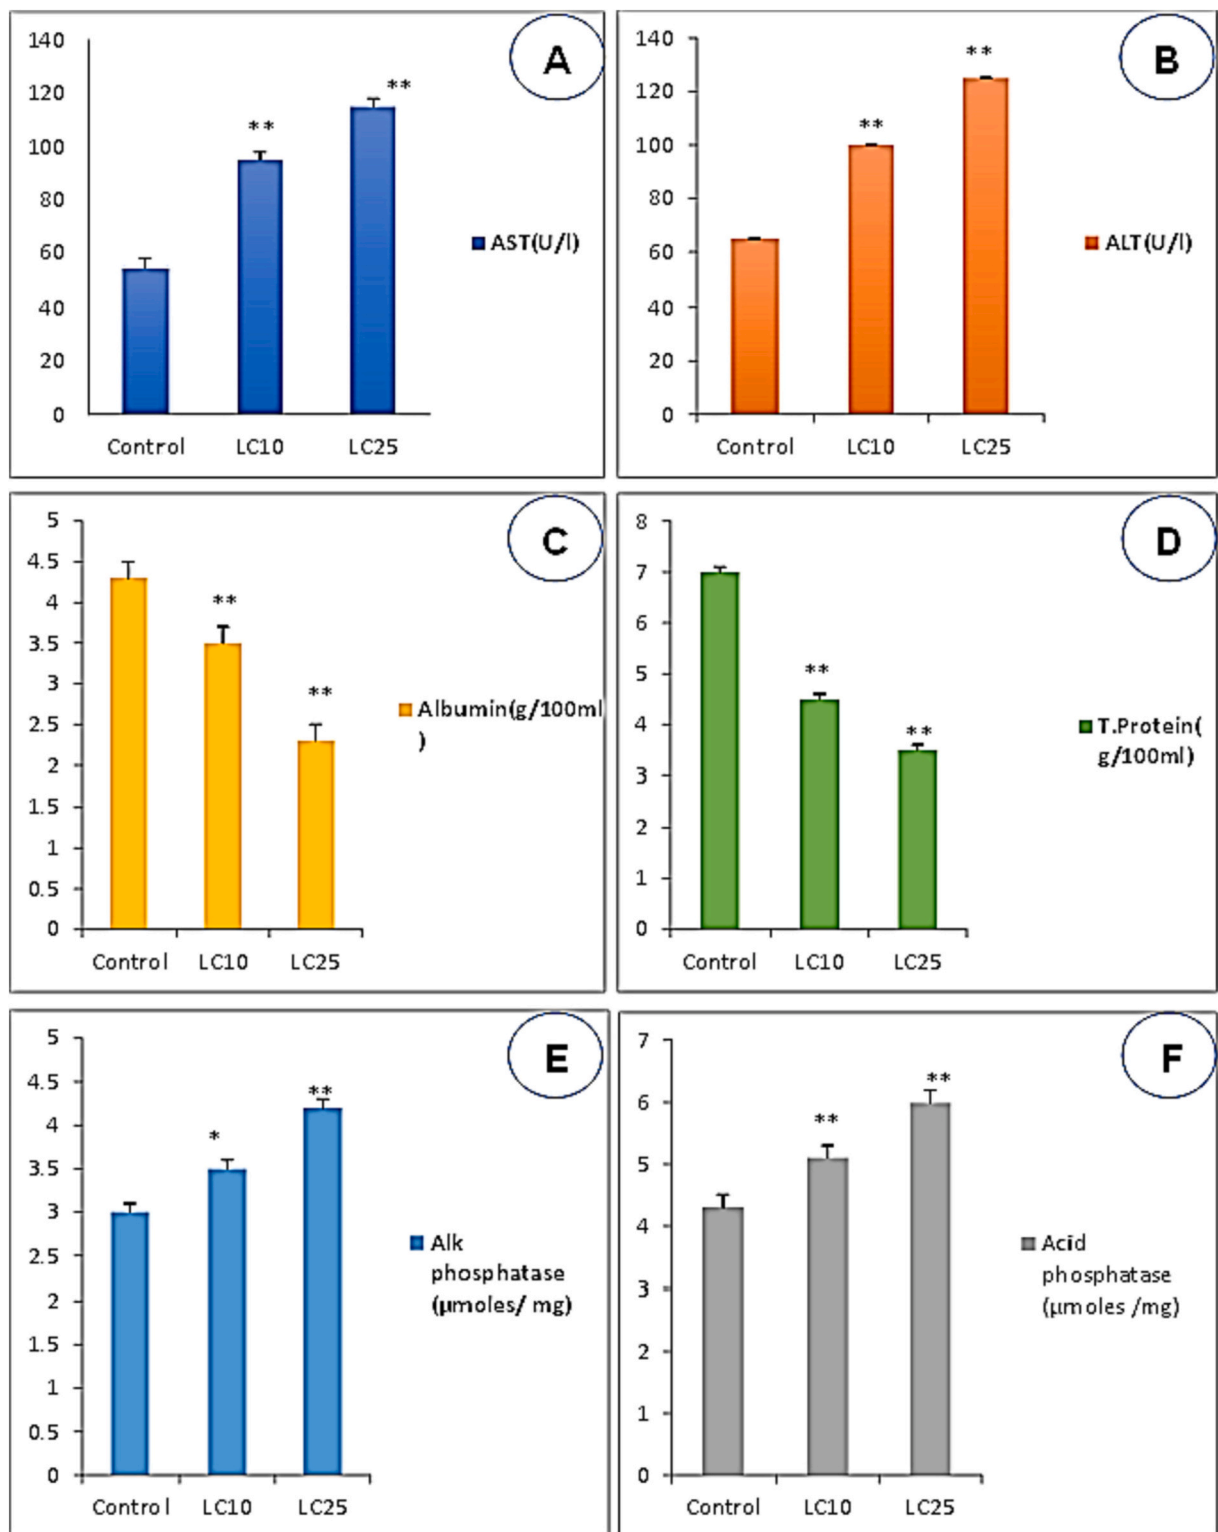 A
140
120
100
80
60
40
20
0
**
**
AST(U/l)
Control LC10 LC25
B
140
120
100
80
60
40
20
0
**
**
ALT(U/l)
Control LC10 LC25
C
5
4.5
4
3.5
3
2.5
2
1.5
1
0.5
0
**
**
Albumin(g/100ml
)
Control LC10 LC25
D
8
7
6
5
4
3
2
1
0
**
**
T.Protein(
g/100ml)
Control LC10 LC25
E
5
4.5
4
3.5
3
2.5
2
1.5
1
0.5
0
*
**
Alk
phosphatase
(µmoles/ mg)
Control LC10 LC25
F
7
6
5
4
3
2
1
0
**
**
Acid
phosphatase
(µmoles /mg)
Control LC10 LC25